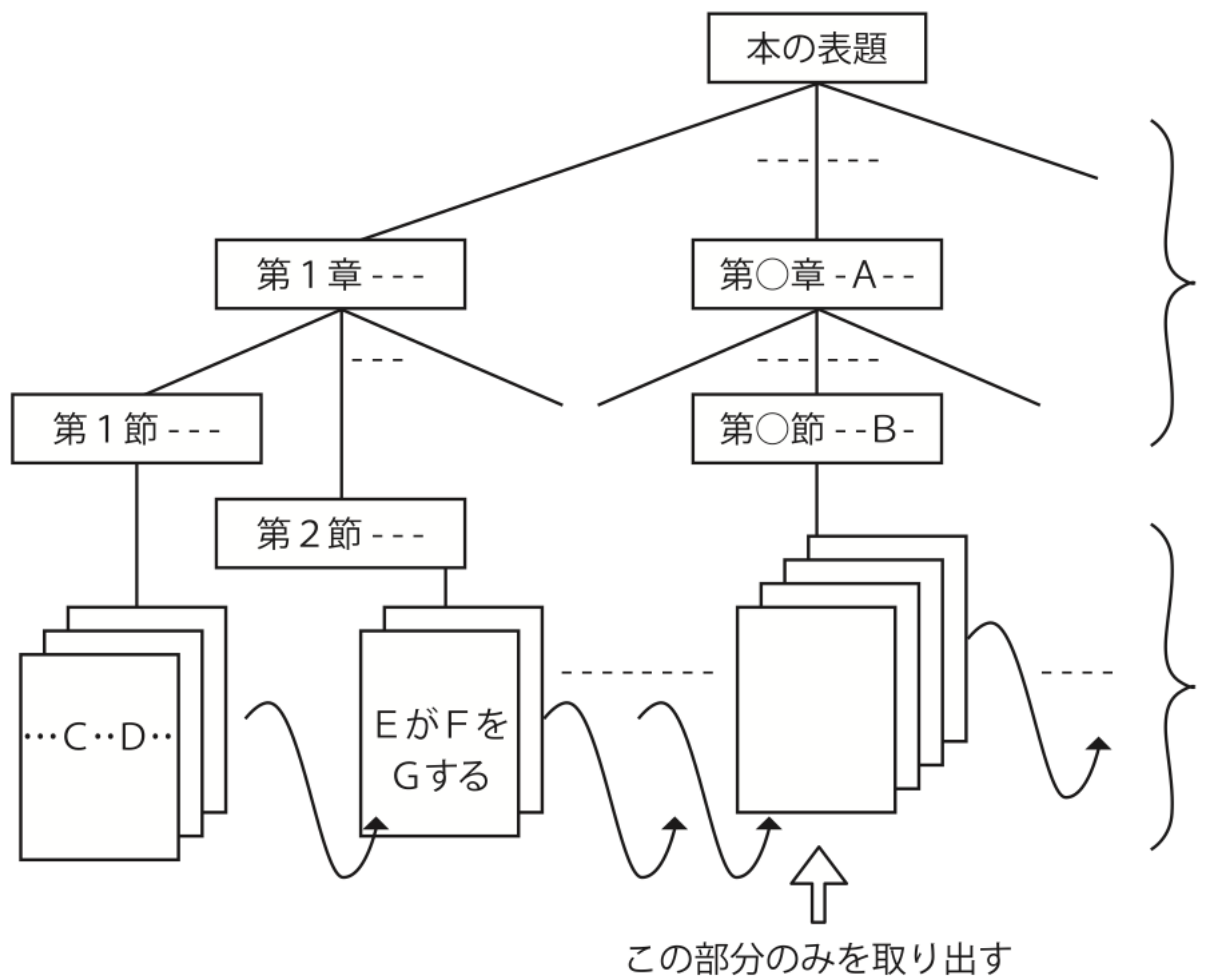 本の表題
第1章---
第○章-A--
第1節---
第○節--B-
第2節---
…C‥D‥
EがFを
Gする
この部分のみを取り出す